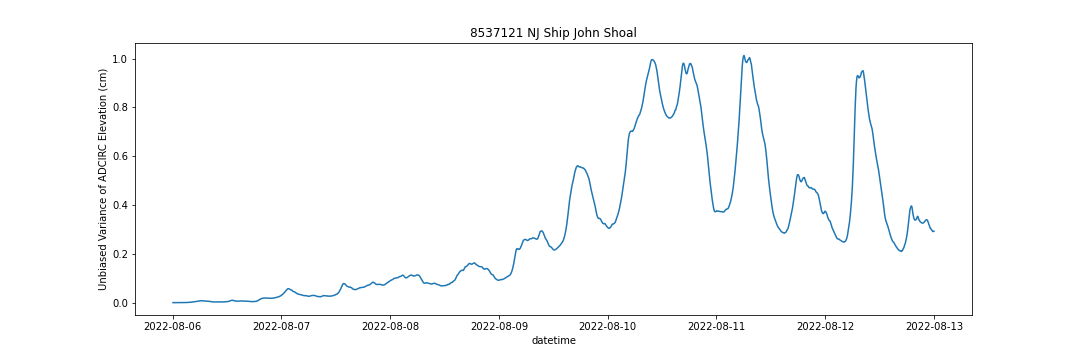 8537121 NJ Ship John Shoal
Unbiased Variance of ADCIRC Elevation (cm)
1.0
0.8
0.6
0.4
0.2
0.0
2022-08-06 2022-08-07 2022-08-08 2022-08-09 2022-08-10 2022-08-11 2022-08-12 2022-08-13
datetime